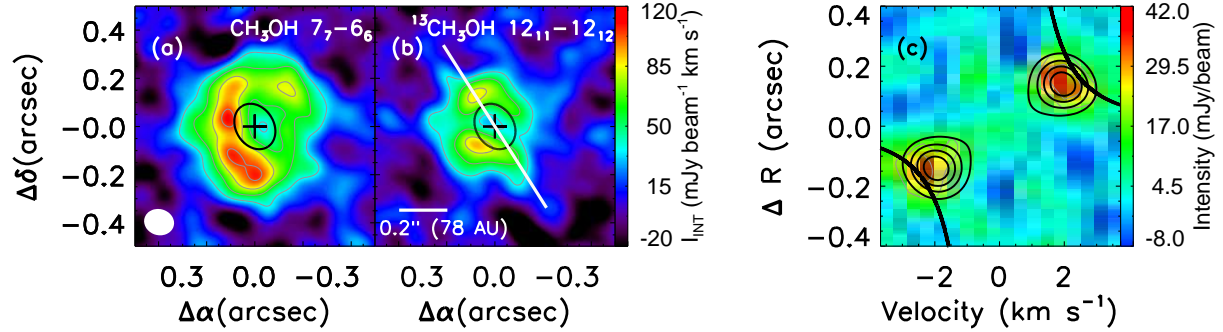 (a) CH₃OH 7₇−6₆
(b) ¹³CH₃OH 12₁₁−12₁₂
0.2" (78 AU)
0.4
0.2
−0.0
−0.2
−0.4
Δδ(arcsec)
0.3 0.0 −0.3
Δα(arcsec)
0.3 0.0 −0.3
Δα(arcsec)
120
85
50
15
−20
I_INT (mJy beam⁻¹ km s⁻¹)
(c)
0.4
0.2
0.0
−0.2
−0.4
Δ R (arcsec)
−2 0 2
Velocity (km s⁻¹)
42.0
29.5
17.0
4.5
−8.0
Intensity (mJy/beam)